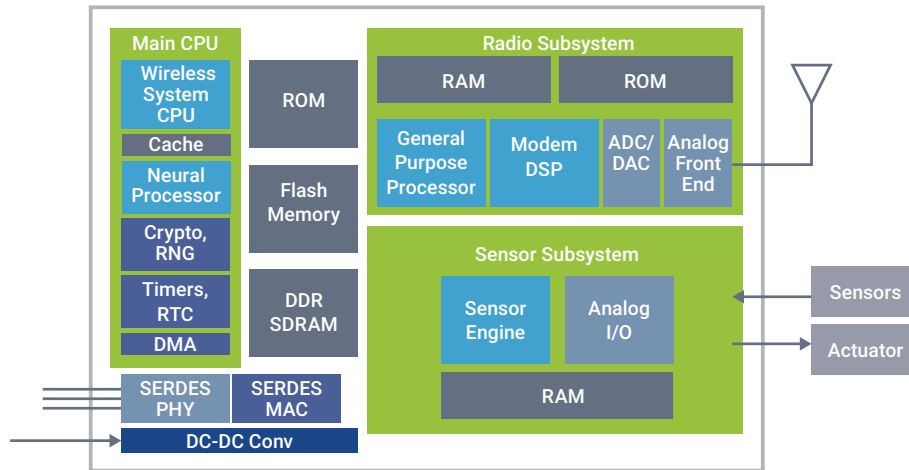 Main CPU
Wireless
System
CPU
Cache
Neural
Processor
Crypto,
RNG
Timers,
RTC
DMA
SERDES
PHY
SERDES
MAC
DC-DC Conv
ROM
Flash
Memory
DDR
SDRAM
Radio Subsystem
RAM
ROM
General
Purpose
Processor
Modem
DSP
ADC/
DAC
Analog
Front
End
Sensor Subsystem
Sensor
Engine
Analog
I/O
RAM
Sensors
Actuator